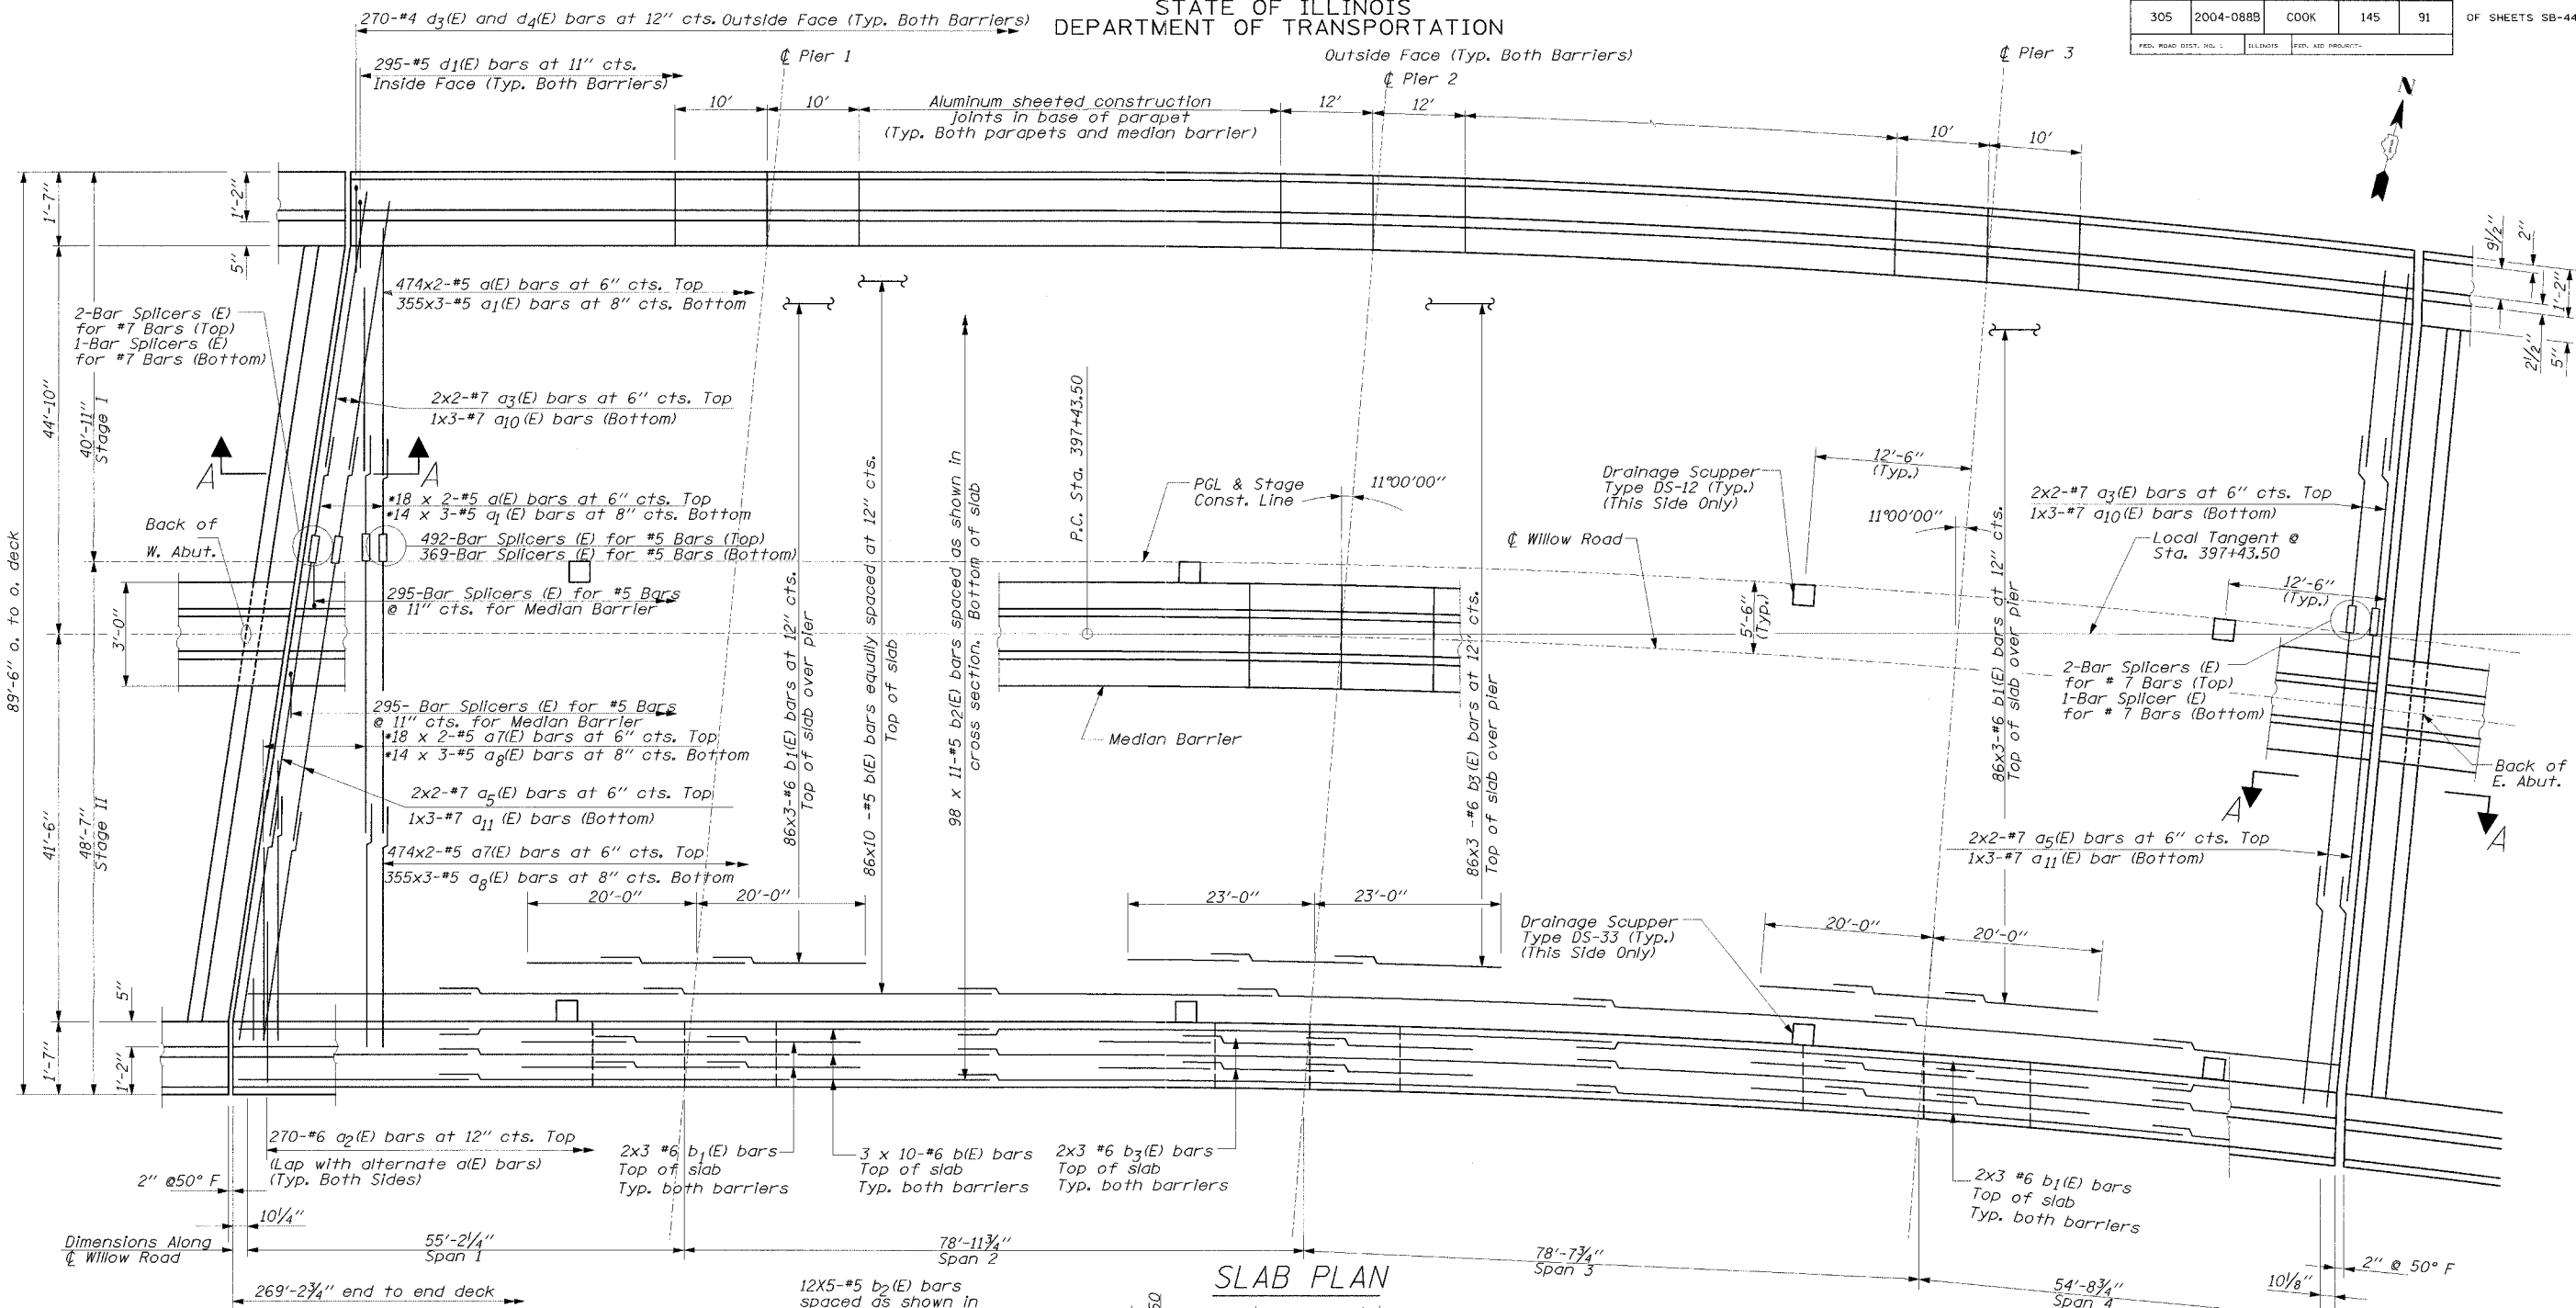 STATE OF ILLINOIS
DEPARTMENT OF TRANSPORTATION
305 2004-088B COOK 145 91 OF SHEETS SB-44
FED. ROAD DIST. NO. 1 ILLINOIS FED. AID PROJECT-
270-#4 d3(E) and d4(E) bars at 12" cts. Outside Face (Typ. Both Barriers)
Outside Face (Typ. Both Barriers)
295-#5 d1(E) bars at 11" cts.
Inside Face (Typ. Both Barriers)
℄ Pier 1
℄ Pier 2
℄ Pier 3
N
10' 10'
Aluminum sheeted construction
joints in base of parapet
(Typ. Both parapets and median barrier)
12' 12'
10' 10'
1'-7"
1'-2"
5"
9½"
2"
1'-2"
2½"
5"
474x2-#5 a(E) bars at 6" cts. Top
355x3-#5 a1(E) bars at 8" cts. Bottom
2-Bar Splicers (E)
for #7 Bars (Top)
1-Bar Splicers (E)
for #7 Bars (Bottom)
2x2-#7 a3(E) bars at 6" cts. Top
1x3-#7 a10(E) bars (Bottom)
89'-6" o. to o. deck
44'-10"
40'-11"
Stage I
A A
*18 x 2-#5 a(E) bars at 6" cts. Top
*14 x 3-#5 a1(E) bars at 8" cts. Bottom
Back of
W. Abut.
492-Bar Splicers (E) for #5 Bars (Top)
369-Bar Splicers (E) for #5 Bars (Bottom)
295-Bar Splicers (E) for #5 Bars
@ 11" cts. for Median Barrier
3'-0"
295- Bar Splicers (E) for #5 Bars
@ 11" cts. for Median Barrier
*18 x 2-#5 a7(E) bars at 6" cts. Top
*14 x 3-#5 a8(E) bars at 8" cts. Bottom
2x2-#7 a5(E) bars at 6" cts. Top
1x3-#7 a11 (E) bars (Bottom)
41'-6"
48'-7"
Stage II
474x2-#5 a7(E) bars at 6" cts. Top
355x3-#5 a8(E) bars at 8" cts. Bottom
86x3-#6 b1(E) bars at 12" cts.
Top of slab over pier
86x10 -#5 b(E) bars equally spaced at 12" cts.
Top of slab
98 x 11-#5 b2(E) bars spaced as shown in
cross section. Bottom of slab
P.C. Sta. 397+43.50
PGL & Stage
Const. Line
11°00'00"
Median Barrier
86x3 -#6 b3(E) bars at 12" cts.
Top of slab over pier
Drainage Scupper
Type DS-12 (Typ.)
(This Side Only)
12'-6"
(Typ.)
℄ Willow Road
5'-6"
(Typ.)
11°00'00"
86x3-#6 b1(E) bars at 12" cts.
Top of slab over pier
2x2-#7 a3(E) bars at 6" cts. Top
1x3-#7 a10(E) bars (Bottom)
Local Tangent @
Sta. 397+43.50
12'-6"
(Typ.)
2-Bar Splicers (E)
for # 7 Bars (Top)
1-Bar Splicer (E)
for # 7 Bars (Bottom)
Back of
E. Abut.
A A
2x2-#7 a5(E) bars at 6" cts. Top
1x3-#7 a11(E) bar (Bottom)
20'-0" 20'-0"
23'-0" 23'-0"
Drainage Scupper
Type DS-33 (Typ.)
(This Side Only)
20'-0" 20'-0"
5"
1'-7"
1'-2"
270-#6 a2(E) bars at 12" cts. Top
(Lap with alternate a(E) bars)
(Typ. Both Sides)
2" @50° F
2x3 #6 b1(E) bars
Top of slab
Typ. both barriers
3 x 10-#6 b(E) bars
Top of slab
Typ. both barriers
2x3 #6 b3(E) bars
Top of slab
Typ. both barriers
2x3 #6 b1(E) bars
Top of slab
Typ. both barriers
10¼"
Dimensions Along
℄ Willow Road
55'-2¼"
Span 1
78'-11¾"
Span 2
78'-7¾"
Span 3
54'-8¾"
Span 4
10⅛"
2" @ 50° F
269'-2¾" end to end deck
12X5-#5 b2(E) bars
spaced as shown in
SLAB PLAN